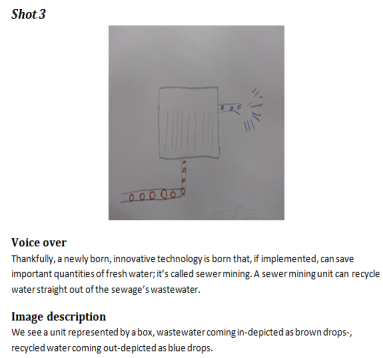 Shot 3
Voice over
Thankfully, a newly born, innovative technology is born that, if implemented, can save
important quantities of fresh water; it's called sewer mining. A sewer mining unit can recycle
water straight out of the sewage's wastewater.
Image description
We see a unit represented by a box, wastewater coming in-depicted as brown drops-,
recycled water coming out-depicted as blue drops.